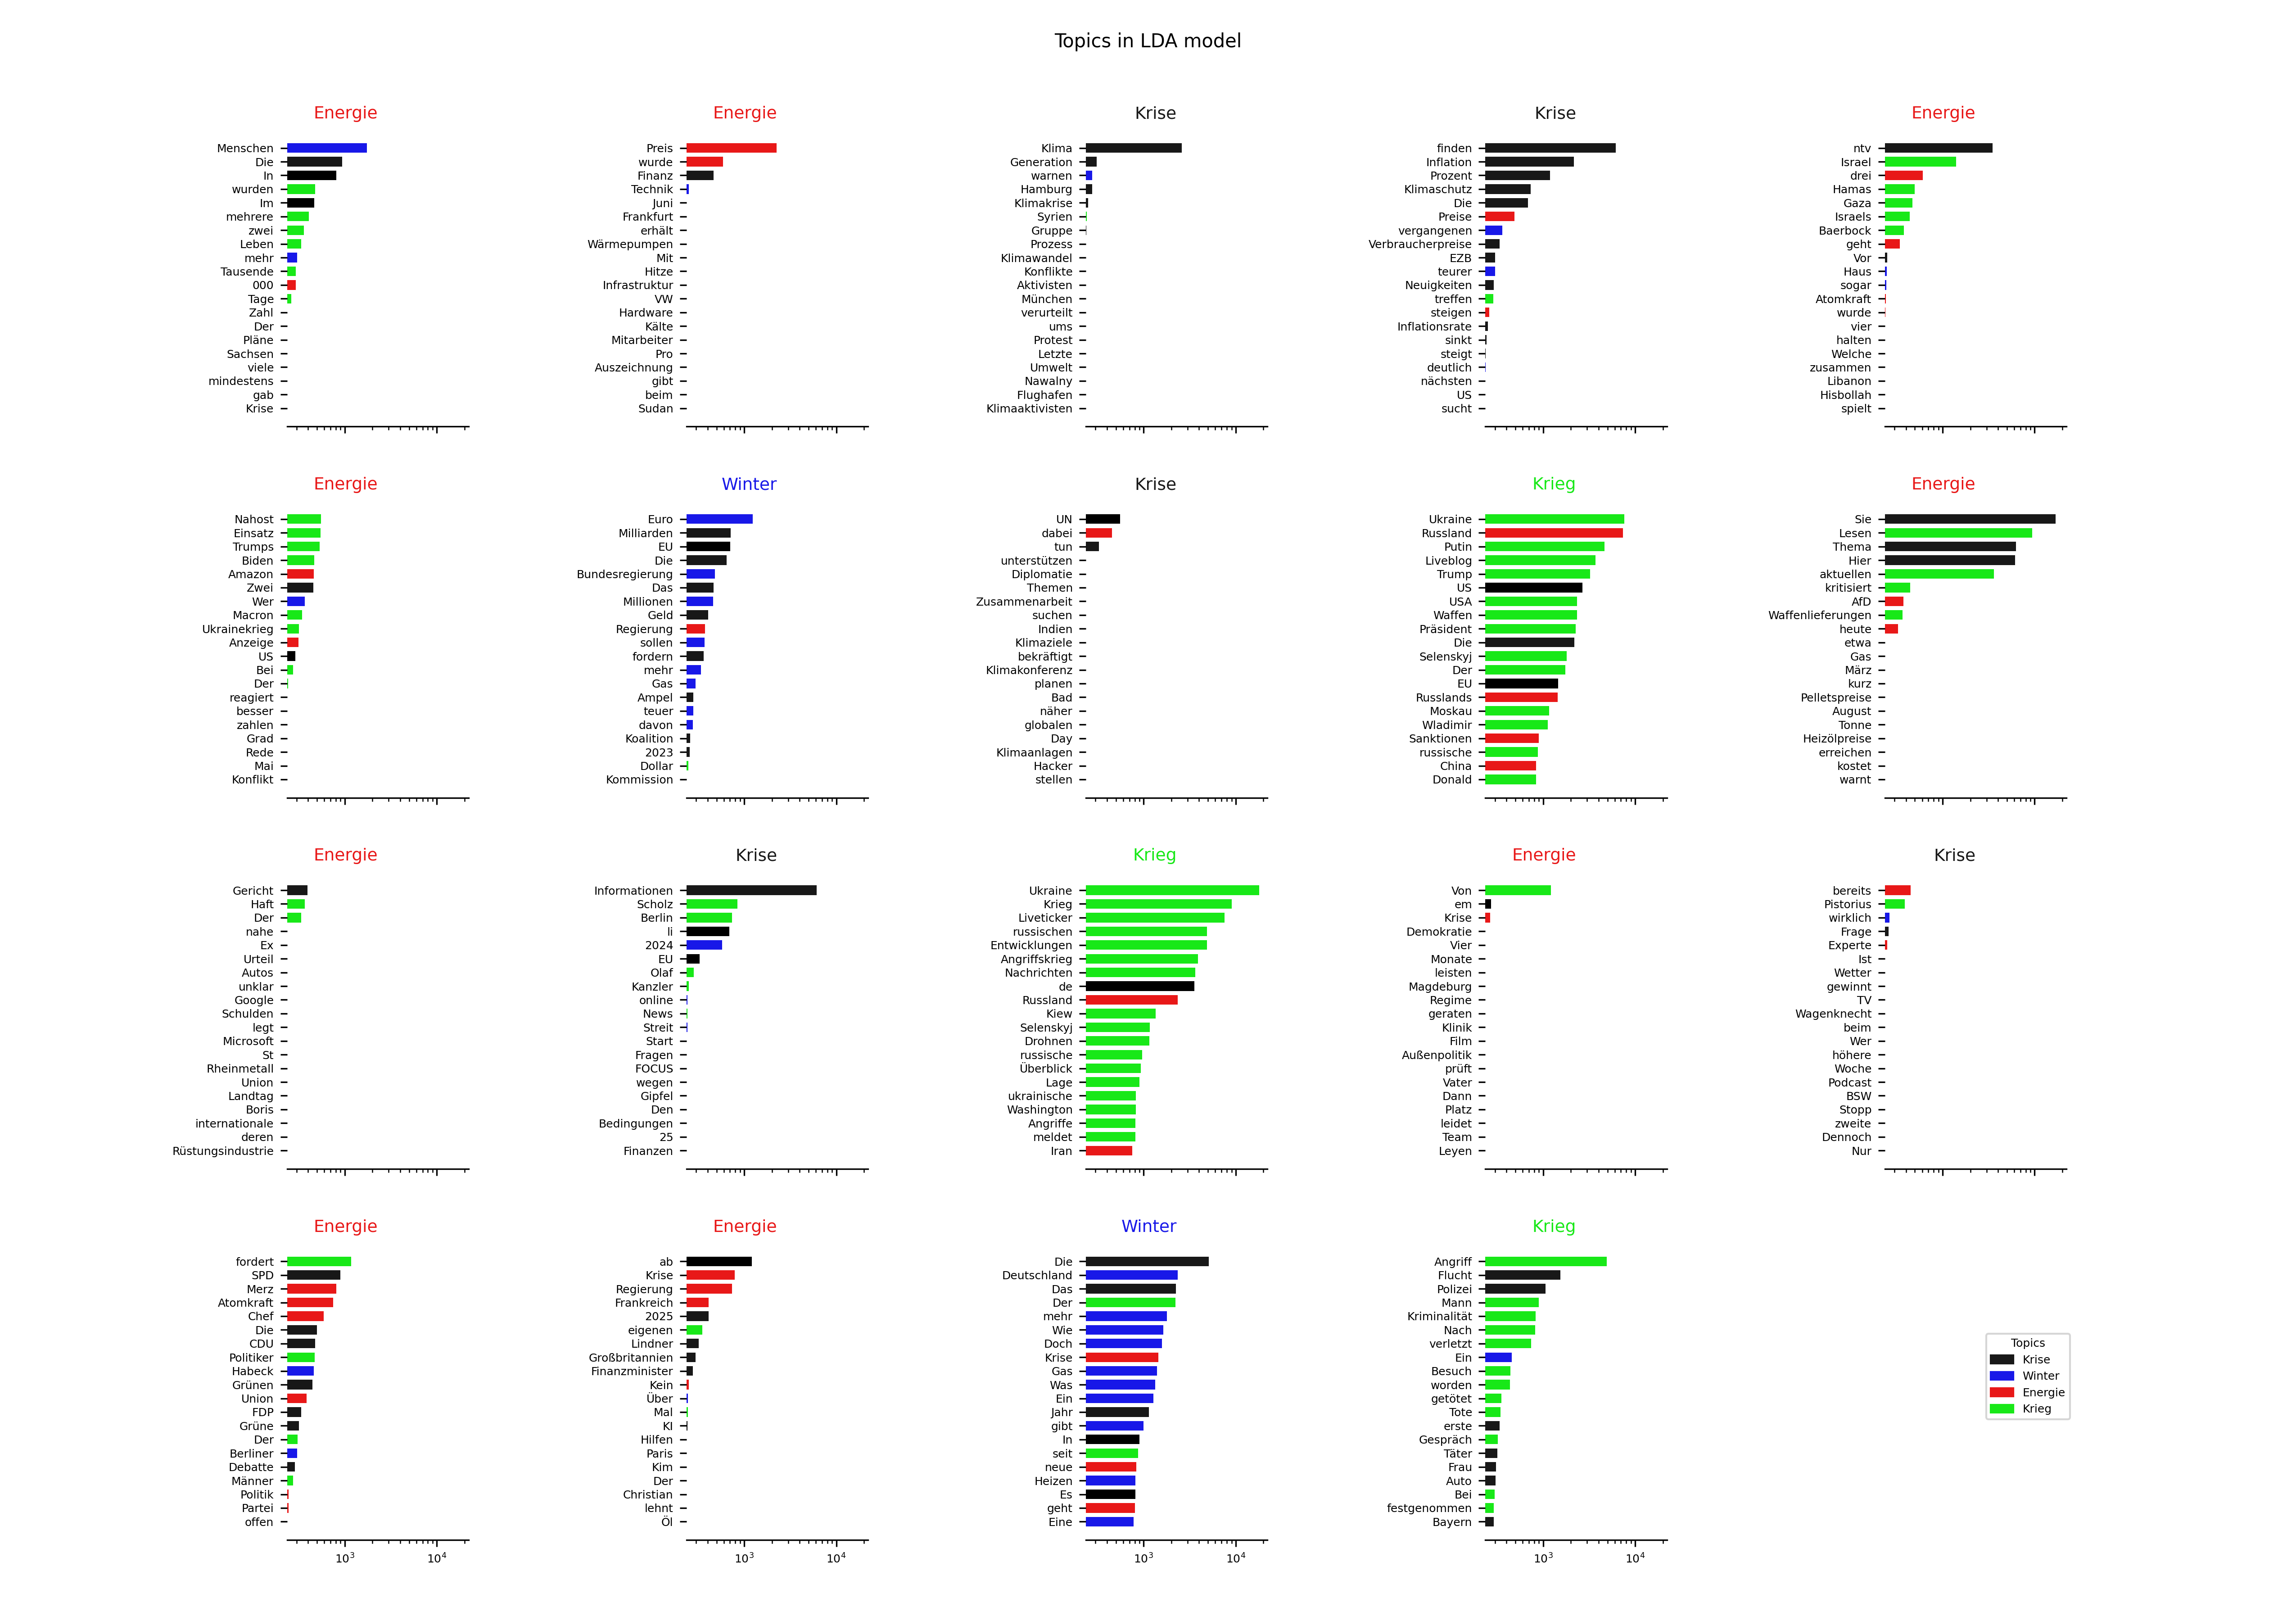 Topics in LDA model
Energie
Menschen
Die
In
wurden
Im
mehrere
zwei
Leben
mehr
Tausende
000
Tage
Zahl
Der
Pläne
Sachsen
viele
mindestens
gab
Krise
Energie
Preis
wurde
Finanz
Technik
Juni
Frankfurt
erhält
Wärmepumpen
Mit
Hitze
Infrastruktur
VW
Hardware
Kälte
Mitarbeiter
Pro
Auszeichnung
gibt
beim
Sudan
Krise
Klima
Generation
warnen
Hamburg
Klimakrise
Syrien
Gruppe
Prozess
Klimawandel
Konflikte
Aktivisten
München
verurteilt
ums
Protest
Letzte
Umwelt
Nawalny
Flughafen
Klimaaktivisten
Krise
finden
Inflation
Prozent
Klimaschutz
Die
Preise
vergangenen
Verbraucherpreise
EZB
teurer
Neuigkeiten
treffen
steigen
Inflationsrate
sinkt
steigt
deutlich
nächsten
US
sucht
Energie
ntv
Israel
drei
Hamas
Gaza
Israels
Baerbock
geht
Vor
Haus
sogar
Atomkraft
wurde
vier
halten
Welche
zusammen
Libanon
Hisbollah
spielt
Energie
Nahost
Einsatz
Trumps
Biden
Amazon
Zwei
Wer
Macron
Ukrainekrieg
Anzeige
US
Bei
Der
reagiert
besser
zahlen
Grad
Rede
Mai
Konflikt
Winter
Euro
Milliarden
EU
Die
Bundesregierung
Das
Millionen
Geld
Regierung
sollen
fordern
mehr
Gas
Ampel
teuer
davon
Koalition
2023
Dollar
Kommission
Krise
UN
dabei
tun
unterstützen
Diplomatie
Themen
Zusammenarbeit
suchen
Indien
Klimaziele
bekräftigt
Klimakonferenz
planen
Bad
näher
globalen
Day
Klimaanlagen
Hacker
stellen
Krieg
Ukraine
Russland
Putin
Liveblog
Trump
US
USA
Waffen
Präsident
Die
Selenskyj
Der
EU
Russlands
Moskau
Wladimir
Sanktionen
russische
China
Donald
Energie
Sie
Lesen
Thema
Hier
aktuellen
kritisiert
AfD
Waffenlieferungen
heute
etwa
Gas
März
kurz
Pelletspreise
August
Tonne
Heizölpreise
erreichen
kostet
warnt
Energie
Gericht
Haft
Der
nahe
Ex
Urteil
Autos
unklar
Google
Schulden
legt
Microsoft
St
Rheinmetall
Union
Landtag
Boris
internationale
deren
Rüstungsindustrie
Krise
Informationen
Scholz
Berlin
li
2024
EU
Olaf
Kanzler
online
News
Streit
Start
Fragen
FOCUS
wegen
Gipfel
Den
Bedingungen
25
Finanzen
Krieg
Ukraine
Krieg
Liveticker
russischen
Entwicklungen
Angriffskrieg
Nachrichten
de
Russland
Kiew
Selenskyj
Drohnen
russische
Überblick
Lage
ukrainische
Washington
Angriffe
meldet
Iran
Energie
Von
em
Krise
Demokratie
Vier
Monate
leisten
Magdeburg
Regime
geraten
Klinik
Film
Außenpolitik
prüft
Vater
Dann
Platz
leidet
Team
Leyen
Krise
bereits
Pistorius
wirklich
Frage
Experte
Ist
Wetter
gewinnt
TV
Wagenknecht
beim
Wer
höhere
Woche
Podcast
BSW
Stopp
zweite
Dennoch
Nur
Energie
fordert
SPD
Merz
Atomkraft
Chef
Die
CDU
Politiker
Habeck
Grünen
Union
FDP
Grüne
Der
Berliner
Debatte
Männer
Politik
Partei
offen
10³ 10⁴
Energie
ab
Krise
Regierung
Frankreich
2025
eigenen
Lindner
Großbritannien
Finanzminister
Kein
Über
Mal
KI
Hilfen
Paris
Kim
Der
Christian
lehnt
Öl
10³ 10⁴
Winter
Die
Deutschland
Das
Der
mehr
Wie
Doch
Krise
Gas
Was
Ein
Jahr
gibt
In
seit
neue
Heizen
Es
geht
Eine
10³ 10⁴
Krieg
Angriff
Flucht
Polizei
Mann
Kriminalität
Nach
verletzt
Ein
Besuch
worden
getötet
Tote
erste
Gespräch
Täter
Frau
Auto
Bei
festgenommen
Bayern
10³ 10⁴
Topics
Krise
Winter
Energie
Krieg